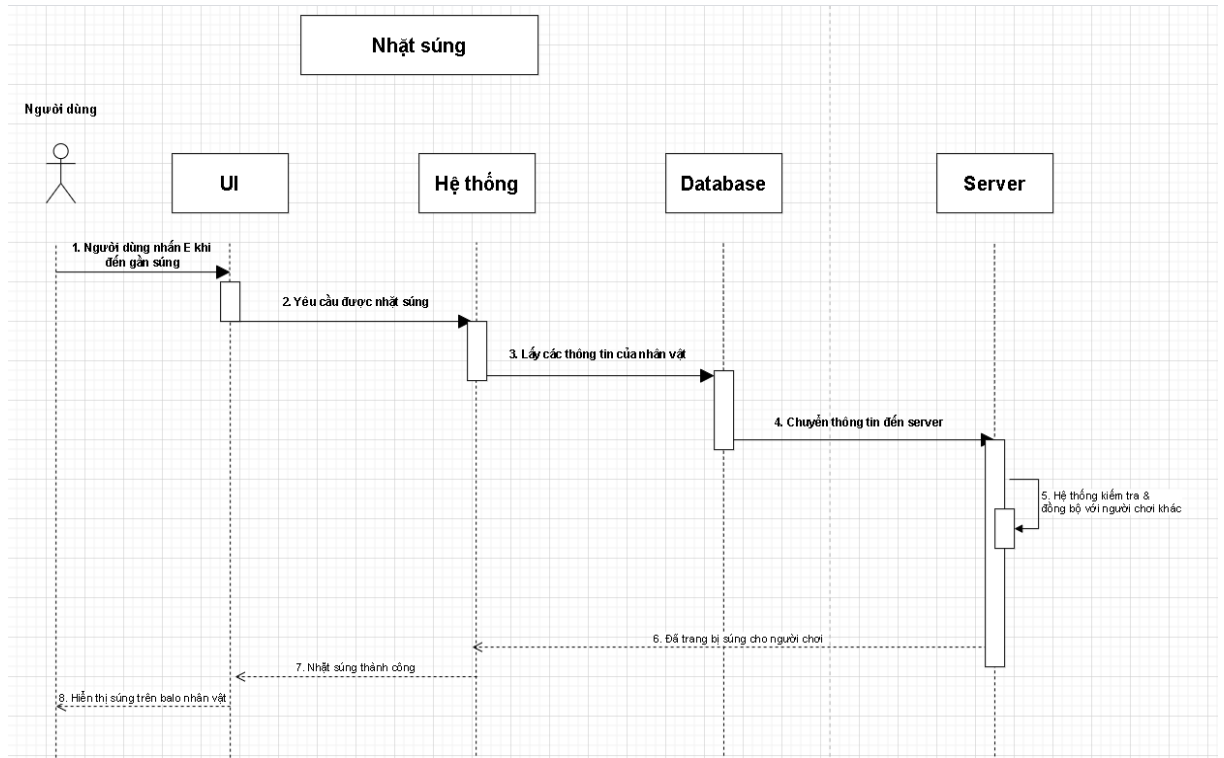 Nhặt súng
Người dùng
UI
Hệ thống
Database
Server
1. Người dùng nhấn E khi
đến gần súng
2. Yêu cầu được nhặt súng
3. Lấy các thông tin của nhân vật
4. Chuyển thông tin đến server
5. Hệ thống kiểm tra &
đồng bộ với người chơi khác
6. Đã trang bị súng cho người chơi
7. Nhặt súng thành công
8. Hiển thị súng trên balo nhân vật